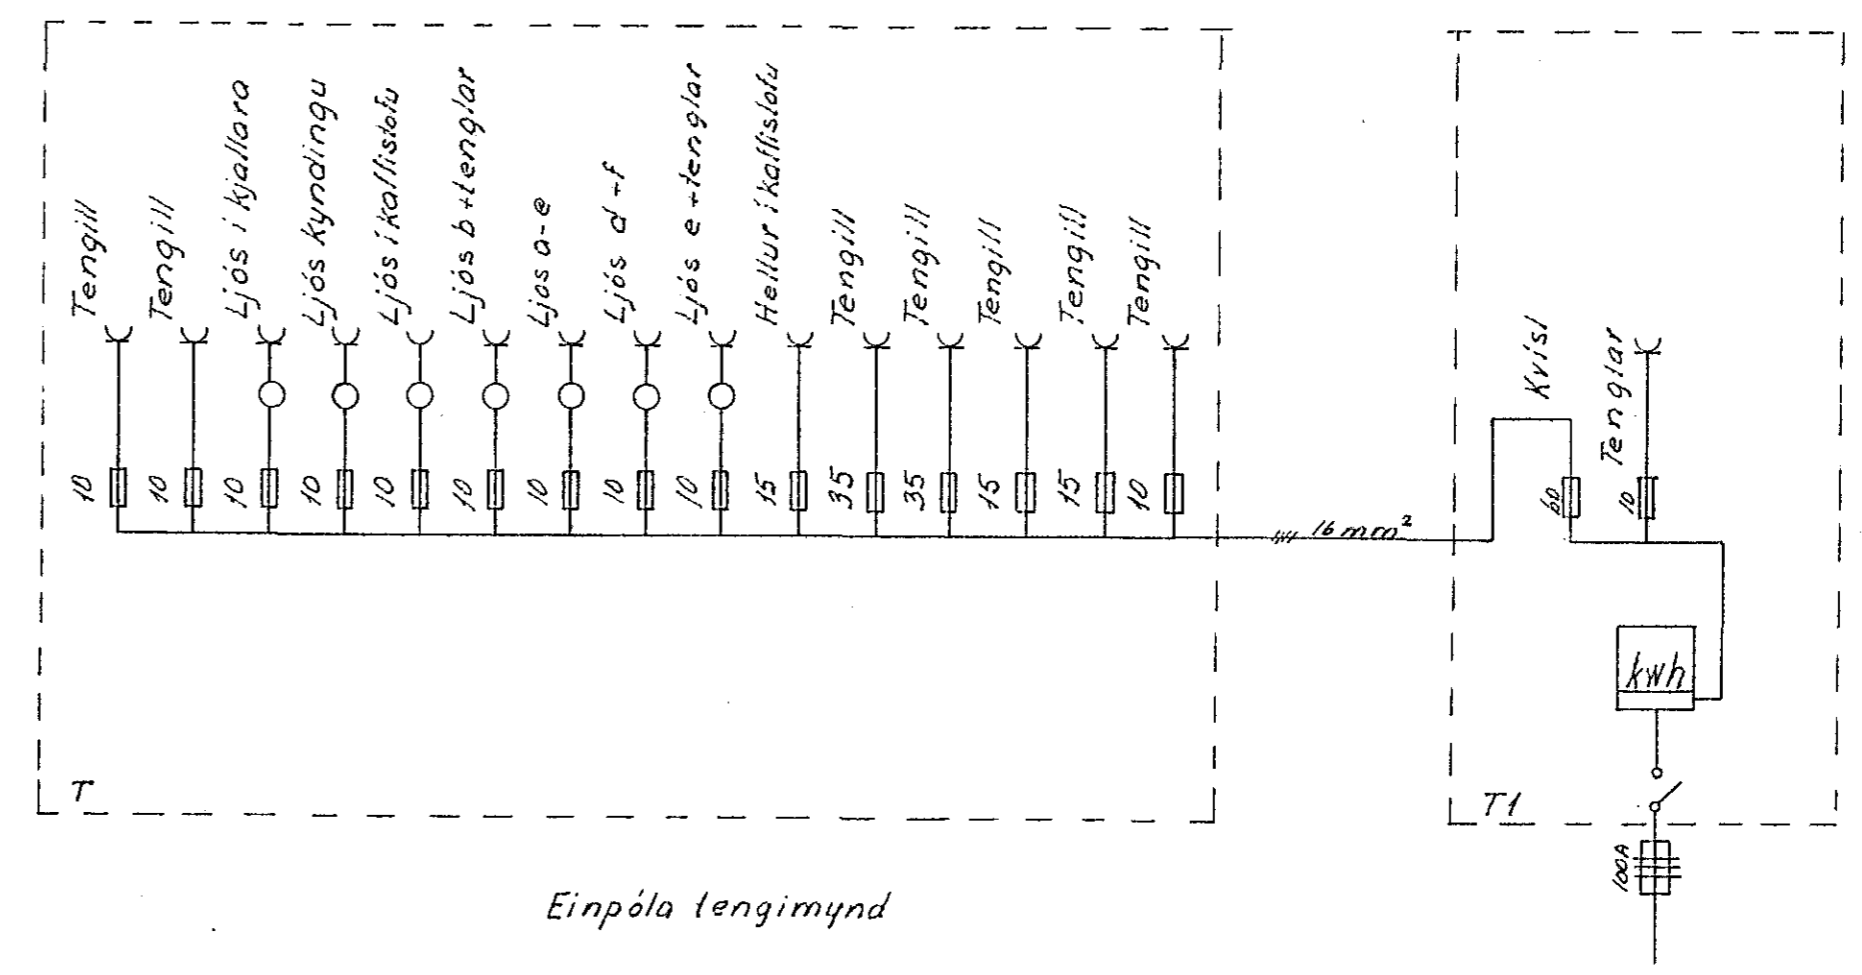 Tengill
Tengill
Ljós í kjallara
Ljós kyndingu
Ljós í kaffistofu
Ljós b+tenglar
Ljos a-e
Ljós d+f
Ljós e+tenglar
Hellur í kaffistofu
Tengill
Tengill
Tengill
Tengill
Tengill
10
10
10
10
10
10
10
10
10
15
35
35
15
15
10
16 mm²
Kvísl
Tenglar
60
10
kwh
T
T1
100A
Einpóla tengimynd